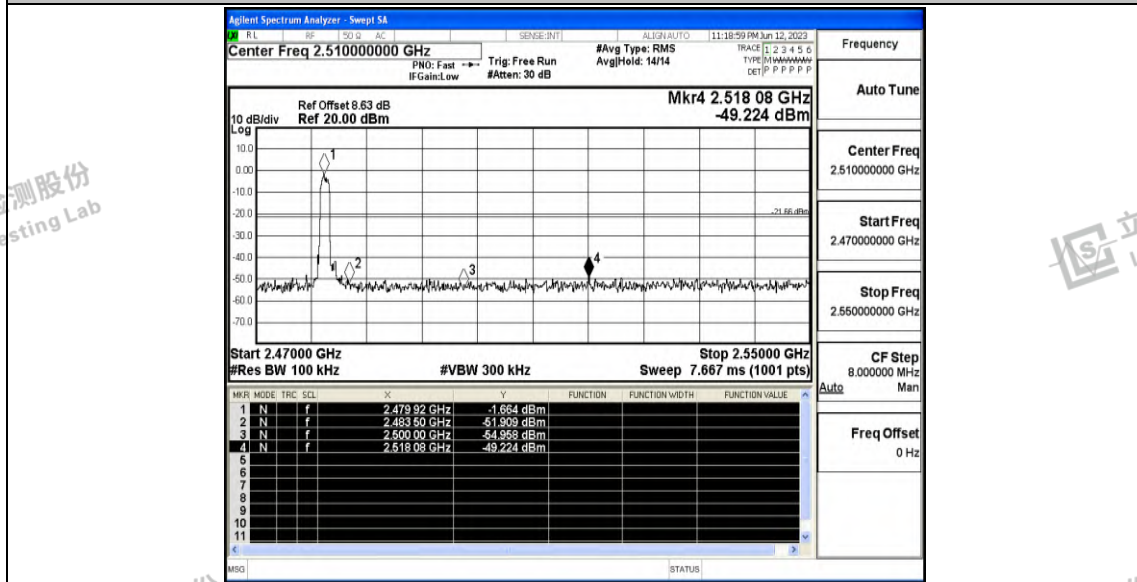 Agilent Spectrum Analyzer - Swept SA
RL RF 50 Ω AC SENSE:INT ALIGNAUTO 11:18:59 PM Jun 12, 2023
Center Freq 2.510000000 GHz
#Avg Type: RMS
TRACE 1 2 3 4 5 6
PNO: Fast
Trig: Free Run
Avg|Hold: 14/14
TYPE M
IFGain:Low
#Atten: 30 dB
DET P P P P P P
Frequency
Auto Tune
Mkr4 2.518 08 GHz
-49.224 dBm
Ref Offset 8.63 dB
10 dB/div Ref 20.00 dBm
Log
10.0
0.00
-10.0
-20.0
-30.0
-40.0
-50.0
-60.0
-70.0
1
2
3
4
-21.66 dBm
Center Freq
2.510000000 GHz
Start Freq
2.470000000 GHz
Stop Freq
2.550000000 GHz
CF Step
8.000000 MHz
Auto Man
Freq Offset
0 Hz
Start 2.47000 GHz Stop 2.55000 GHz
#Res BW 100 kHz #VBW 300 kHz Sweep 7.667 ms (1001 pts)
MKR MODE TRC SCL X Y FUNCTION FUNCTION WIDTH FUNCTION VALUE
1 N f 2.479 92 GHz -1.664 dBm
2 N f 2.483 50 GHz -51.909 dBm
3 N f 2.500 00 GHz -54.958 dBm
4 N f 2.518 08 GHz -49.224 dBm
5
6
7
8
9
10
11
MSG STATUS
测股份
esting Lab
立